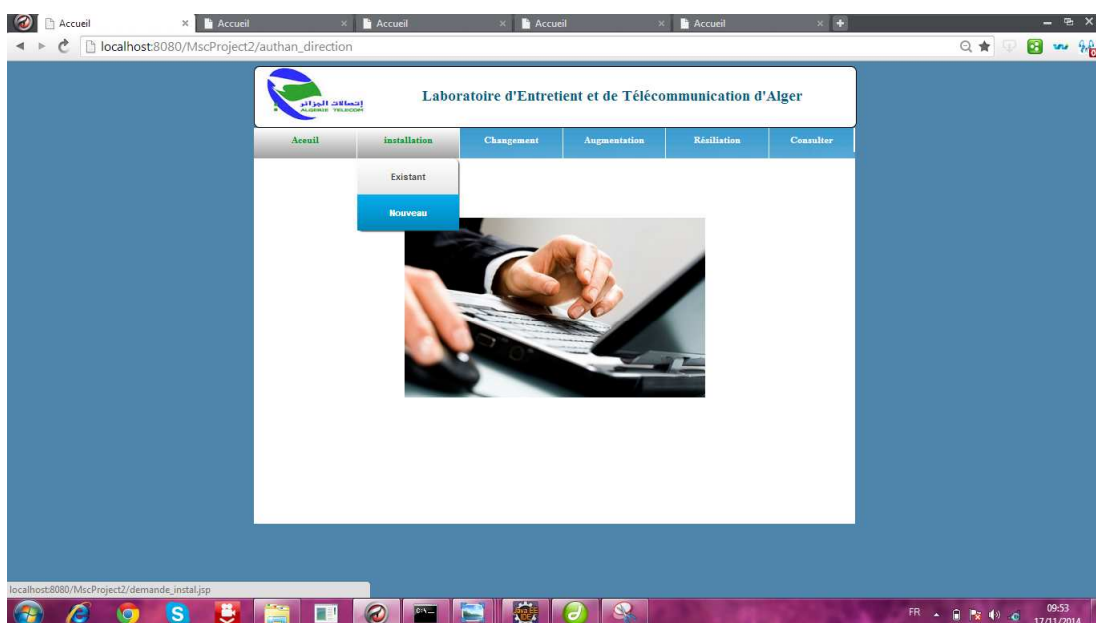 Accueil
Accueil
Accueil
Accueil
Accueil
localhost:8080/MscProject2/authan_direction
إتصالات الجزائر
ALGERIE TELECOM
Laboratoire d'Entretient et de Télécommunication d'Alger
Aceuil
installation
Changement
Augmentation
Résiliation
Consulter
Existant
Nouveau
localhost:8080/MscProject2/demande_instal.jsp
FR
09:53
17/11/2014